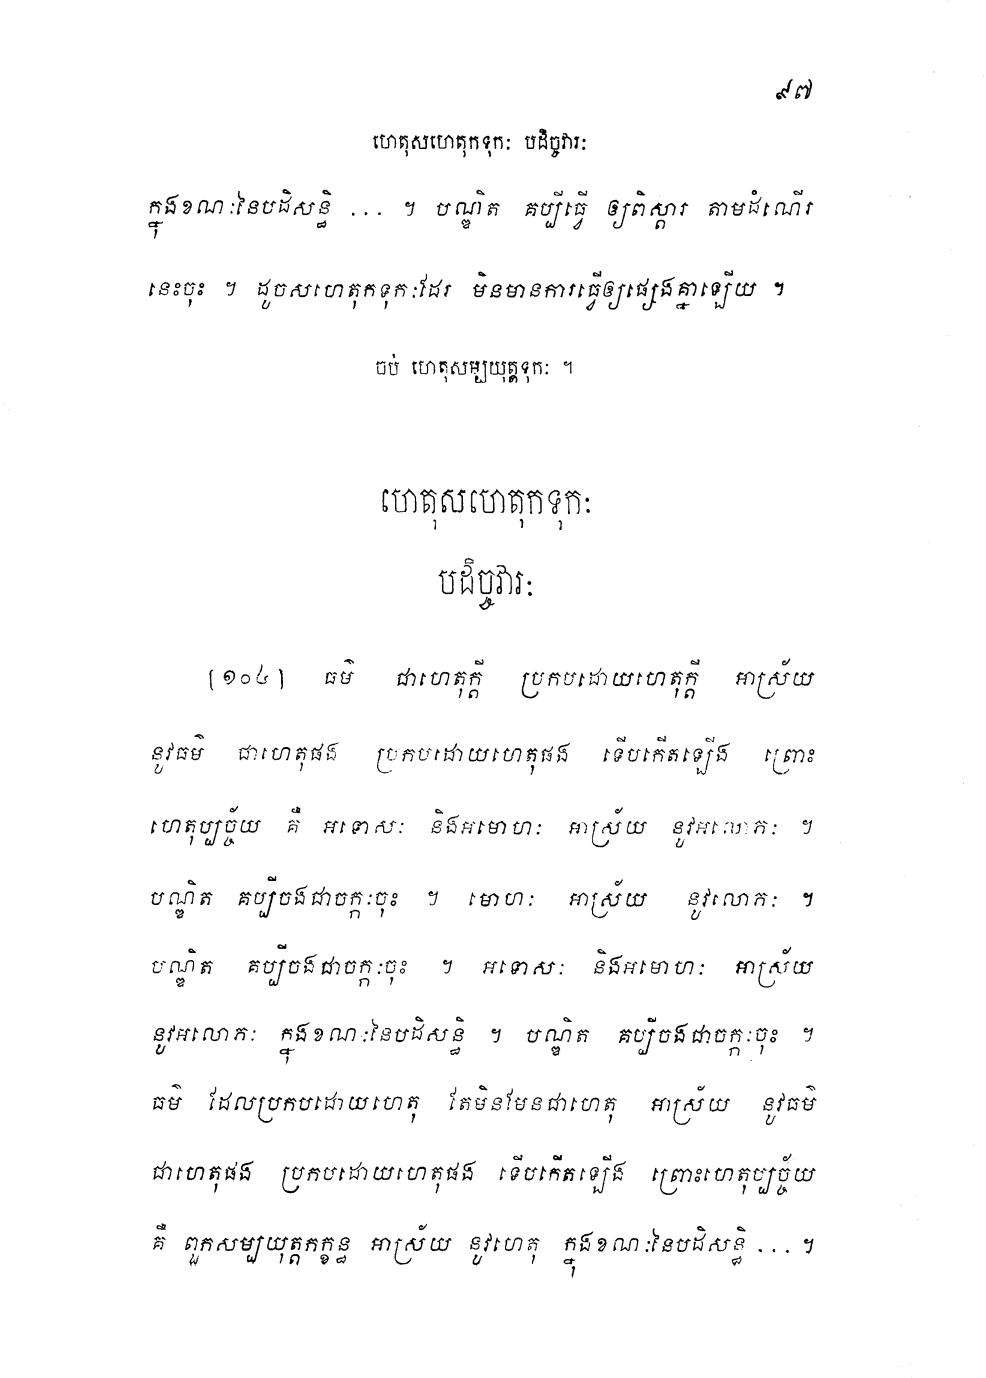 ៩៧
ហេតុសហេតុកទុកៈ បដិច្ចវារៈ
ក្នុងខណៈនៃបដិសន្ធិ ... ។ បណ្ឌិត គប្បីធ្វើ ឲ្យពិស្តារ តាមដំណើរ
នេះចុះ ។ ដូចសហេតុកទុកៈដែរ មិនមានការធ្វើឲ្យផ្សេងគ្នាឡើយ ។
ចប់ ហេតុសម្បយុត្តទុកៈ ។
ហេតុសហេតុកទុកៈ
បដិច្ចវារៈ
[១០៤] ធម៌ ជាហេតុក្តី ប្រកបដោយហេតុក្តី អាស្រ័យ
នូវធម៌ ជាហេតុផង ប្រកបដោយហេតុផង ទើបកើតឡើង ព្រោះ
ហេតុប្បច្ច័យ គឺ អទោសៈ និងអមោហៈ អាស្រ័យ នូវអលោភៈ ។
បណ្ឌិត គប្បីចងជាចក្កៈចុះ ។ មោហៈ អាស្រ័យ នូវលោភៈ ។
បណ្ឌិត គប្បីចងជាចក្កៈចុះ ។ អទោសៈ និងអមោហៈ អាស្រ័យ
នូវអលោភៈ ក្នុងខណៈនៃបដិសន្ធិ ។ បណ្ឌិត គប្បីចងជាចក្កៈចុះ ។
ធម៌ ដែលប្រកបដោយហេតុ តែមិនមែនជាហេតុ អាស្រ័យ នូវធម៌
ជាហេតុផង ប្រកបដោយហេតុផង ទើបកើតឡើង ព្រោះហេតុប្បច្ច័យ
គឺ ពួកសម្បយុត្តកក្ខន្ធ អាស្រ័យ នូវហេតុ ក្នុងខណៈនៃបដិសន្ធិ ... ។